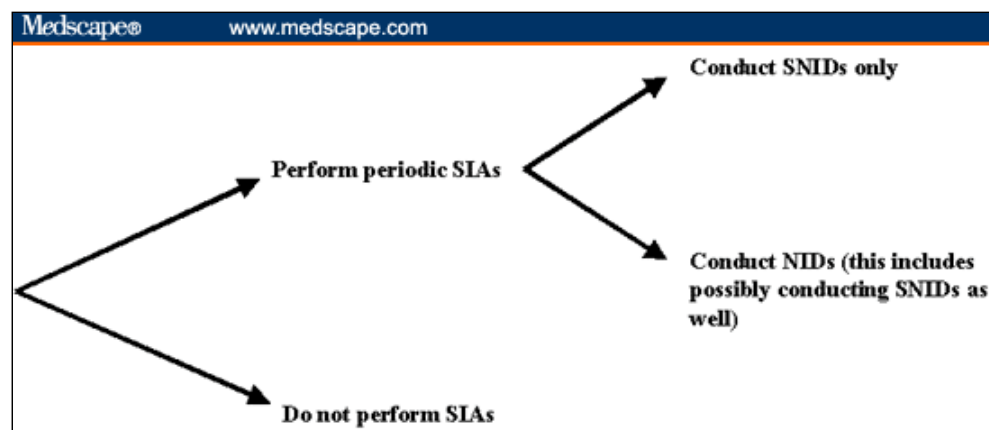 Medscape® www.medscape.com
Conduct SNIDs only
Perform periodic SIAs
Conduct NIDs (this includes
possibly conducting SNIDs as
well)
Do not perform SIAs